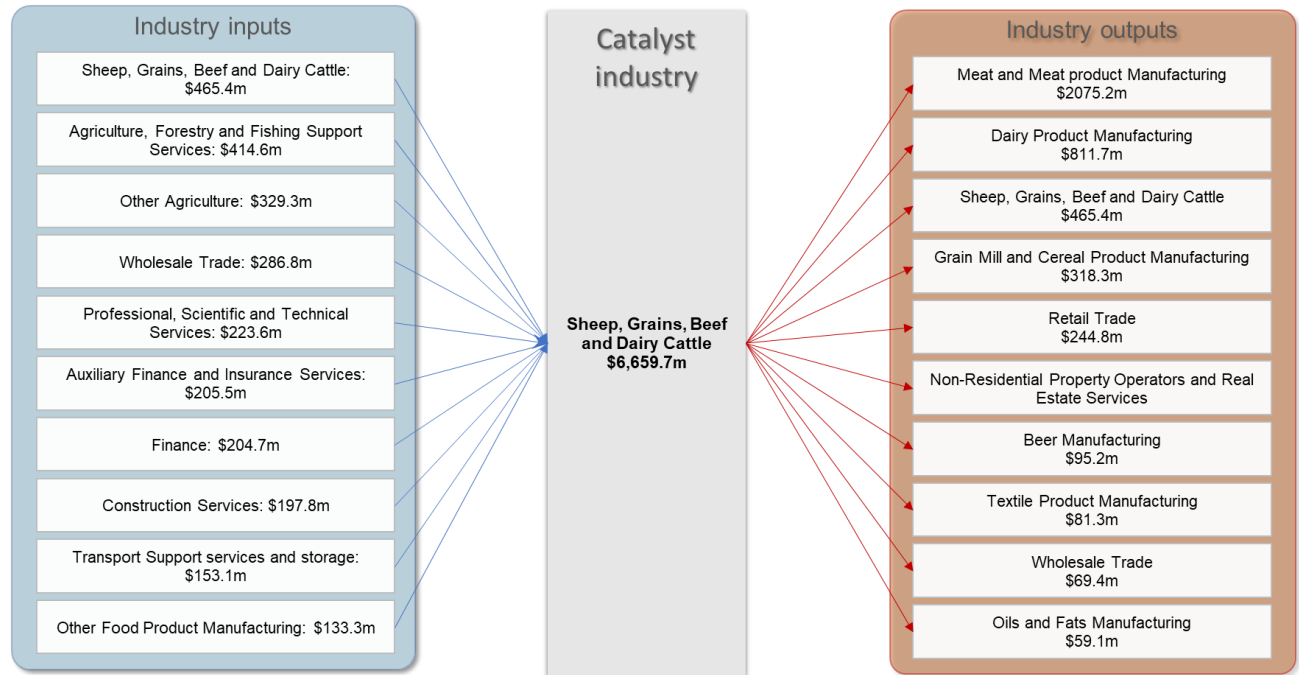 Industry inputs
Sheep, Grains, Beef and Dairy Cattle:
$465.4m
Agriculture, Forestry and Fishing Support
Services: $414.6m
Other Agriculture: $329.3m
Wholesale Trade: $286.8m
Professional, Scientific and Technical
Services: $223.6m
Auxiliary Finance and Insurance Services:
$205.5m
Finance: $204.7m
Construction Services: $197.8m
Transport Support services and storage:
$153.1m
Other Food Product Manufacturing: $133.3m
Catalyst
industry
Sheep, Grains, Beef
and Dairy Cattle
$6,659.7m
Industry outputs
Meat and Meat product Manufacturing
$2075.2m
Dairy Product Manufacturing
$811.7m
Sheep, Grains, Beef and Dairy Cattle
$465.4m
Grain Mill and Cereal Product Manufacturing
$318.3m
Retail Trade
$244.8m
Non-Residential Property Operators and Real
Estate Services
Beer Manufacturing
$95.2m
Textile Product Manufacturing
$81.3m
Wholesale Trade
$69.4m
Oils and Fats Manufacturing
$59.1m